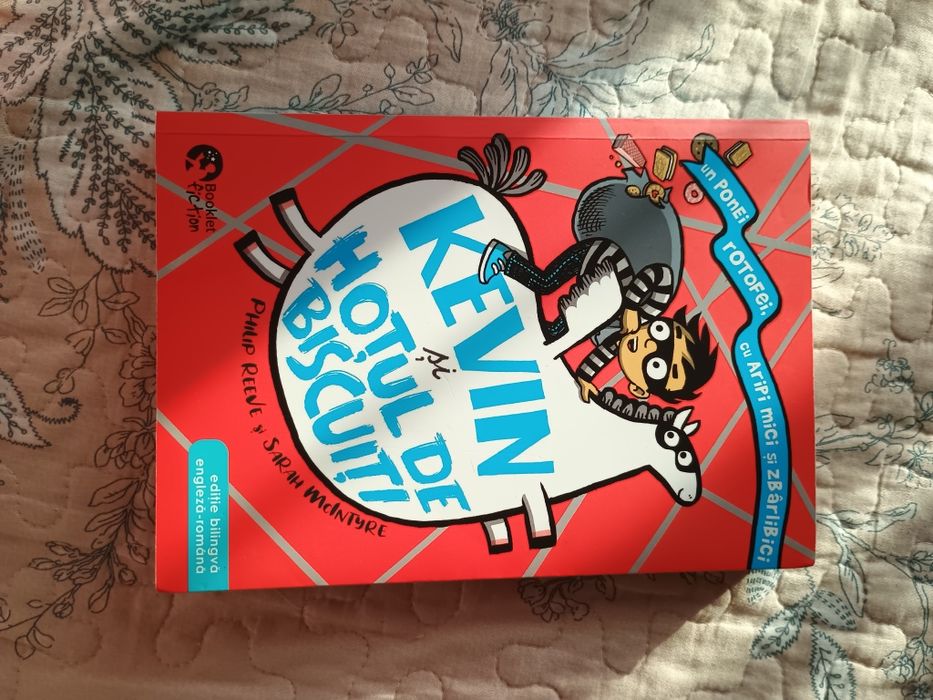 un ponei rotofei,
cu aripi mici și zbârlibici
KEVIN
și
HOȚUL DE
BISCUIȚI
PHILIP REEVE și SARAH McINTYRE
Booklet
fiction
ediție bilingvă
engleză-română